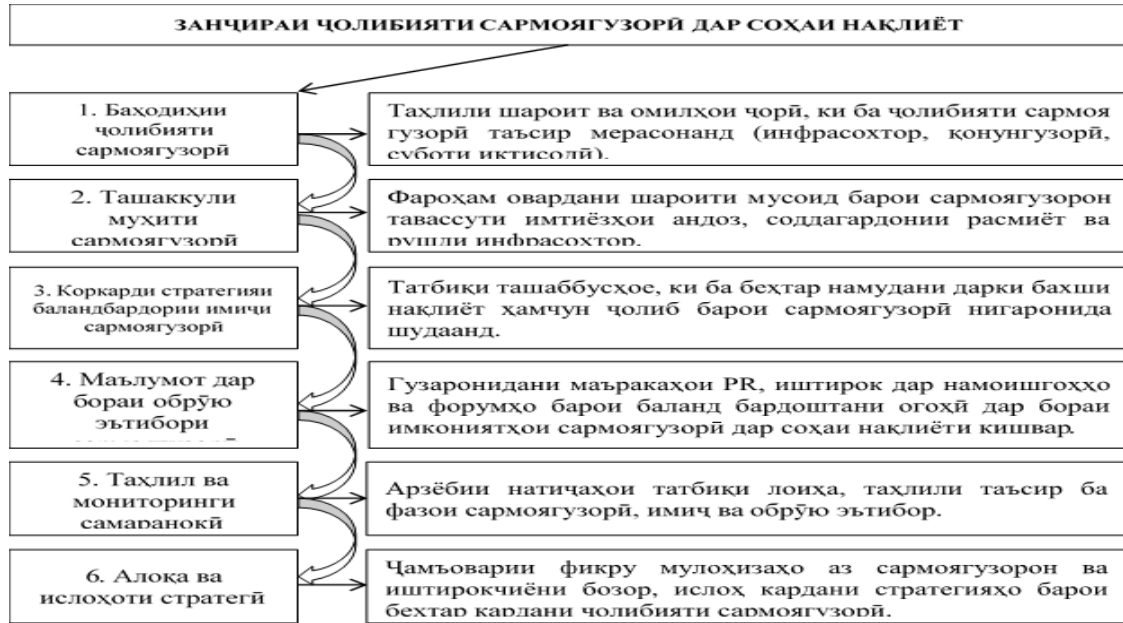 ЗАНҶИРАИ ҶОЛИБИЯТИ САРМОЯГУЗОРӢ ДАР СОҲАИ НАҚЛИЁТ
1. Баҳодиҳии
ҷолибияти
сармоягузорӣ
Таҳлили шароит ва омилҳои ҷорӣ, ки ба ҷолибияти сармоя
гузорӣ таъсир мерасонанд (инфрасохтор, қонунгузорӣ,
суботи иқтисодӣ).
2. Ташаккули
муҳити
сармоягузорӣ
Фароҳам овардани шароити мусоид барои сармоягузорон
тавассути имтиёзҳои андоз, соддагардонии расмиёт ва
рушди инфрасохтор.
3. Коркарди стратегияи
баландбардории имиҷи
сармоягузорӣ
Татбиқи ташаббусҳое, ки ба беҳтар намудани дарки бахши
нақлиёт ҳамчун ҷолиб барои сармоягузорӣ нигаронида
шудаанд.
4. Маълумот дар
бораи обрӯю
эътибори
Гузаронидани маъракаҳои PR, иштирок дар намоишгоҳҳо
ва форумҳо барои баланд бардоштани огоҳӣ дар бораи
имкониятҳои сармоягузорӣ дар соҳаи нақлиёти кишвар.
5. Таҳлил ва
мониторинги
самаранокӣ
Арзёбии натиҷаҳои татбиқи лоиҳа, таҳлили таъсир ба
фазои сармоягузорӣ, имиҷ ва обрӯю эътибор.
6. Алоқа ва
ислоҳоти стратегӣ
Ҷамъоварии фикру мулоҳизаҳо аз сармоягузорон ва
иштирокчиёни бозор, ислоҳ кардани стратегияҳо барои
беҳтар кардани ҷолибияти сармоягузорӣ.